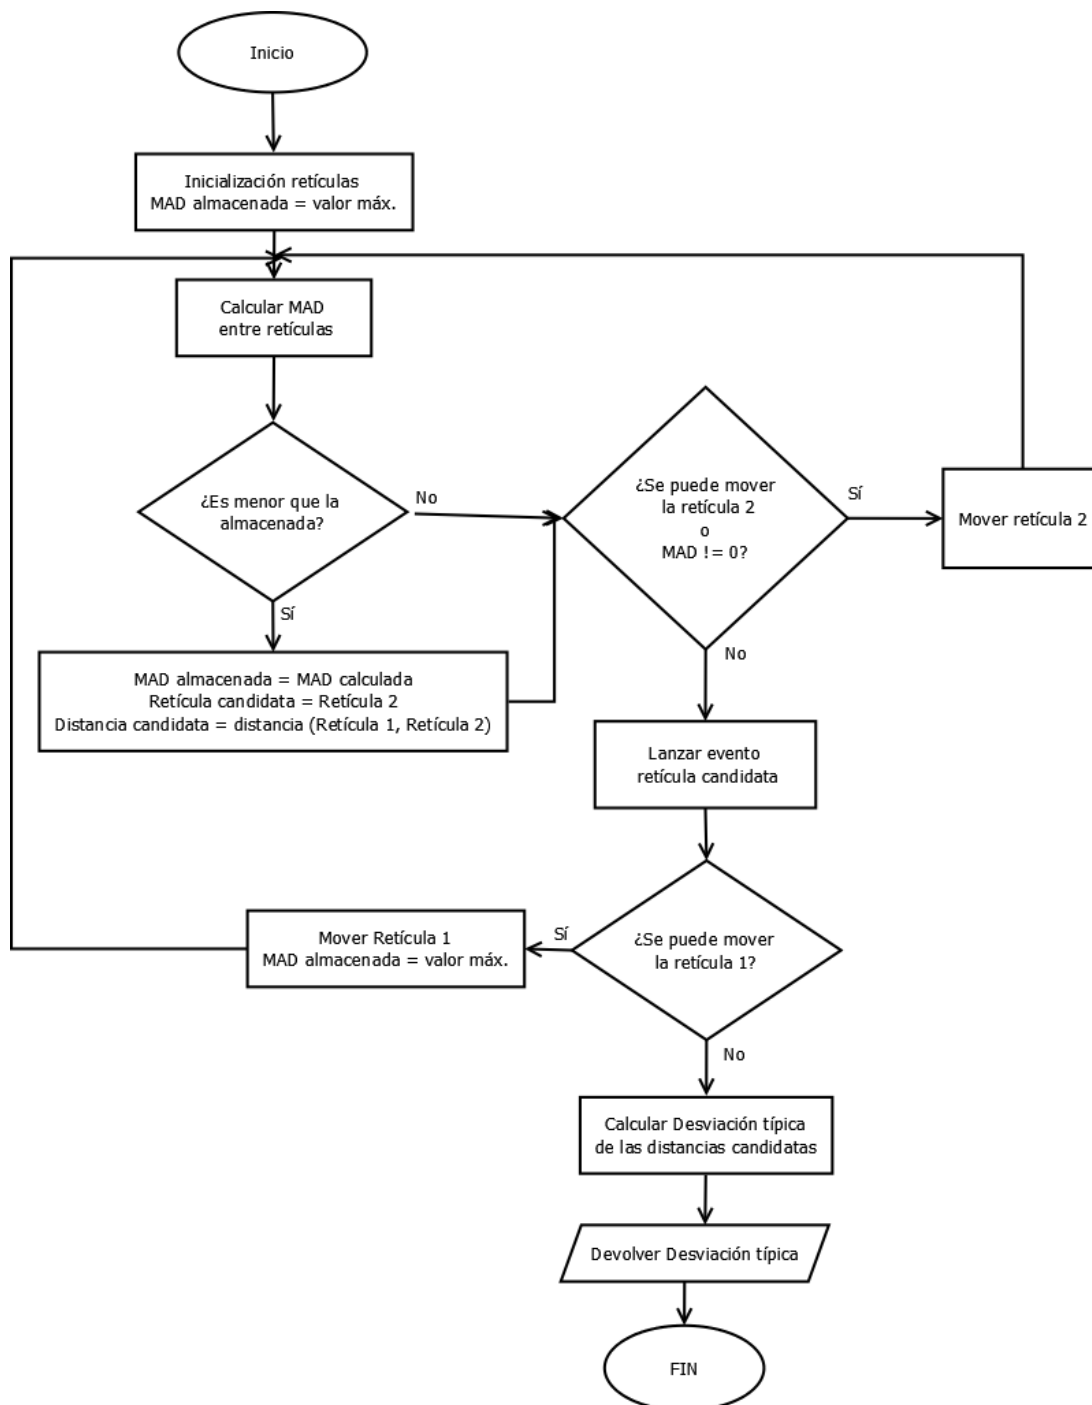 Inicio
Inicialización retículas
MAD almacenada = valor máx.
Calcular MAD
entre retículas
¿Es menor que la
almacenada?
No
Sí
MAD almacenada = MAD calculada
Retícula candidata = Retícula 2
Distancia candidata = distancia (Retícula 1, Retícula 2)
¿Se puede mover
la retícula 2
o
MAD != 0?
Sí
Mover retícula 2
No
Lanzar evento
retícula candidata
¿Se puede mover
la retícula 1?
Sí
Mover Retícula 1
MAD almacenada = valor máx.
No
Calcular Desviación típica
de las distancias candidatas
Devolver Desviación típica
FIN